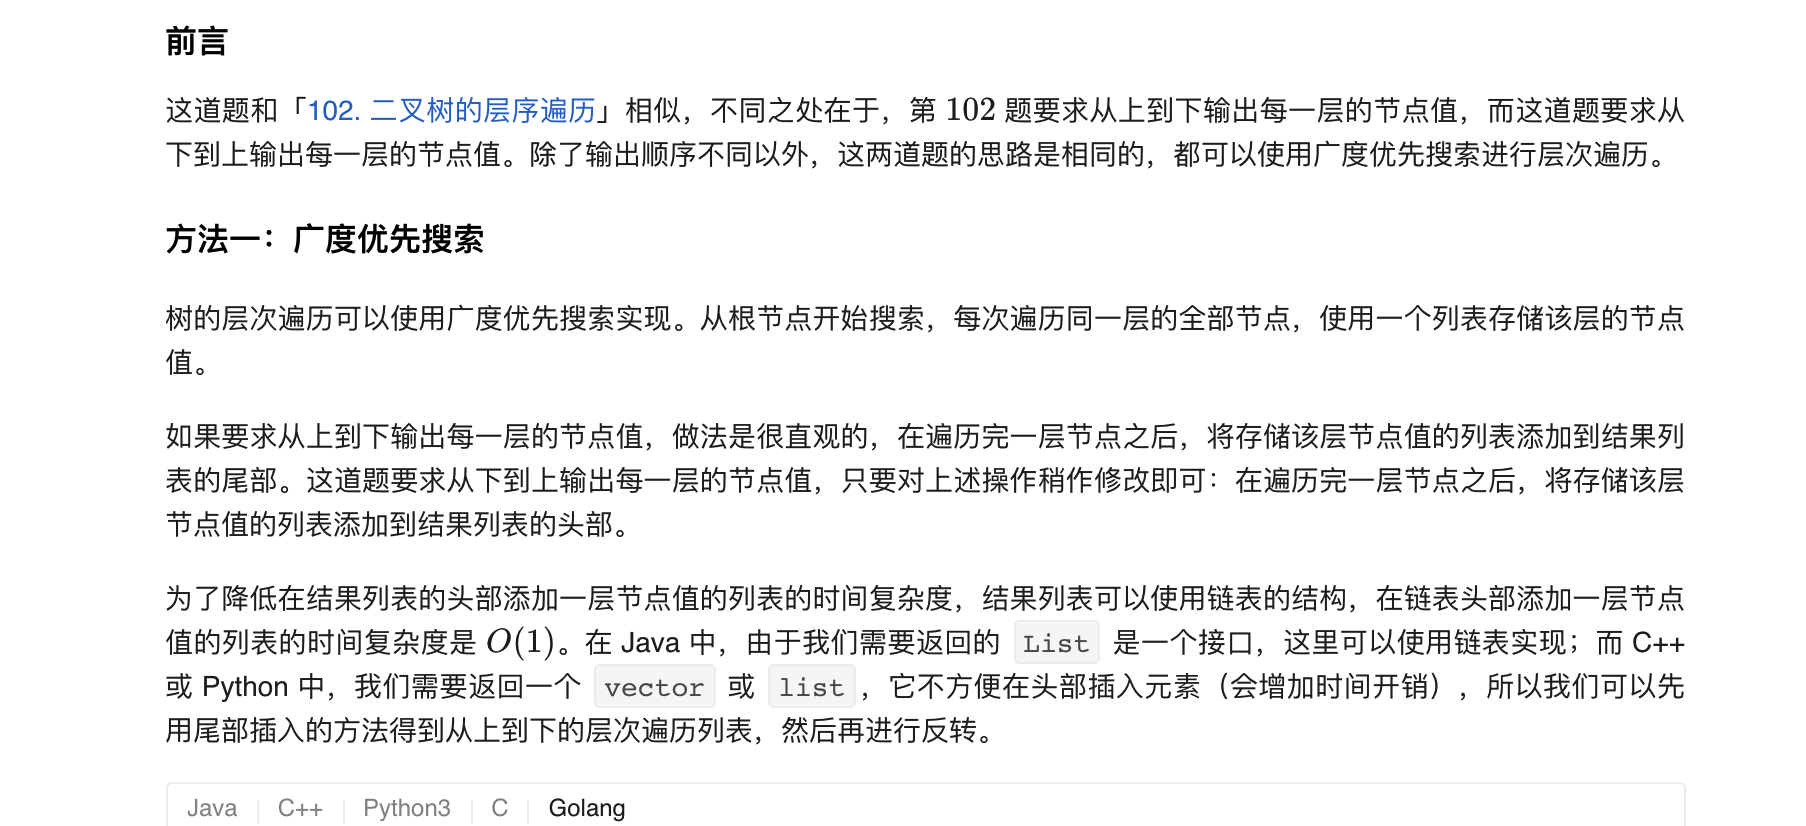 前言
这道题和「102. 二叉树的层序遍历」相似，不同之处在于，第 102 题要求从上到下输出每一层的节点值，而这道题要求从
下到上输出每一层的节点值。除了输出顺序不同以外，这两道题的思路是相同的，都可以使用广度优先搜索进行层次遍历。
方法一：广度优先搜索
树的层次遍历可以使用广度优先搜索实现。从根节点开始搜索，每次遍历同一层的全部节点，使用一个列表存储该层的节点
值。
如果要求从上到下输出每一层的节点值，做法是很直观的，在遍历完一层节点之后，将存储该层节点值的列表添加到结果列
表的尾部。这道题要求从下到上输出每一层的节点值，只要对上述操作稍作修改即可：在遍历完一层节点之后，将存储该层
节点值的列表添加到结果列表的头部。
为了降低在结果列表的头部添加一层节点值的列表的时间复杂度，结果列表可以使用链表的结构，在链表头部添加一层节点
值的列表的时间复杂度是 O(1)。在 Java 中，由于我们需要返回的 List 是一个接口，这里可以使用链表实现；而 C++
或 Python 中，我们需要返回一个 vector 或 list ，它不方便在头部插入元素（会增加时间开销），所以我们可以先
用尾部插入的方法得到从上到下的层次遍历列表，然后再进行反转。
Java C++ Python3 C Golang